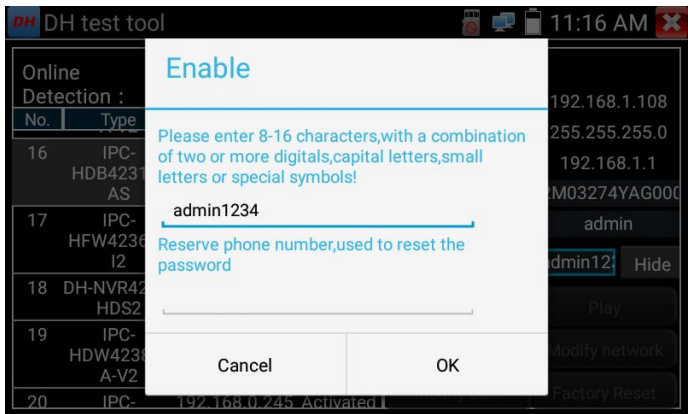 DH DH test tool 11:16 AM
Online
Detection :
No. Type
16 IPC-
HDB4231
AS
17 IPC-
HFW4236
I2
18 DH-NVR42
HDS2
19 IPC-
HDW4238
A-V2
20 IPC- 192.168.0.245 Activated
Enable
Please enter 8-16 characters,with a combination
of two or more digitals,capital letters,small
letters or special symbols!
admin1234
Reserve phone number,used to reset the
password
Cancel OK
192.168.1.108
255.255.255.0
192.168.1.1
2M03274YAG000
admin
admin12 Hide
Play
Modify network
Factory Reset